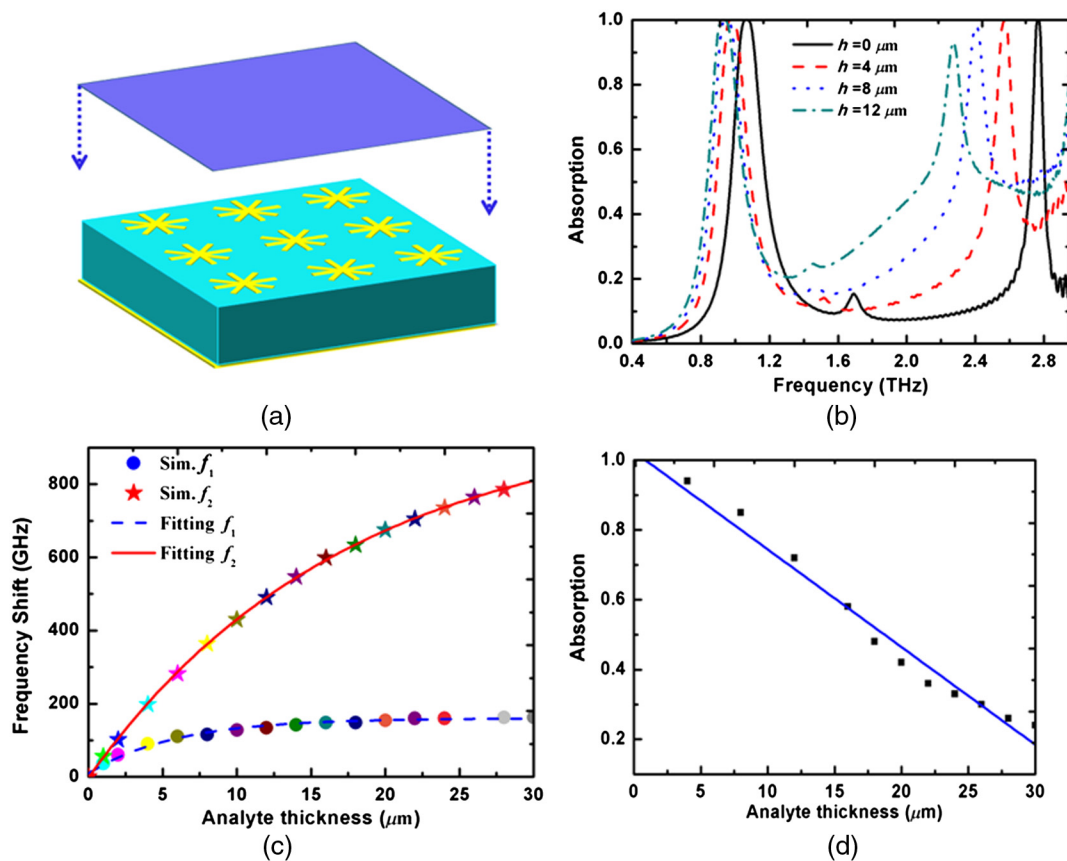 (a)
1.0
0.8
0.6
0.4
0.2
0.0
Absorption
h =0 μm
h =4 μm
h =8 μm
h =12 μm
0.4 0.8 1.2 1.6 2.0 2.4 2.8
Frequency (THz)
(b)
800
600
400
200
0
Frequency Shift (GHz)
Sim. f1
Sim. f2
Fitting f1
Fitting f2
0 5 10 15 20 25 30
Analyte thickness (μm)
(c)
1.0
0.8
0.6
0.4
0.2
Absorption
0 5 10 15 20 25 30
Analyte thickness (μm)
(d)